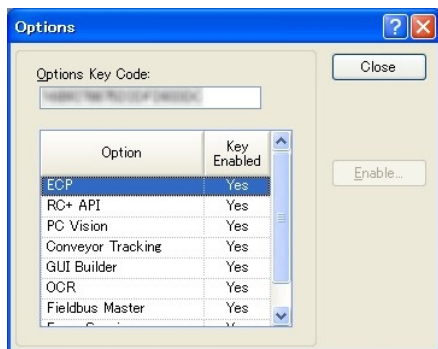 Options
Options Key Code:
Close
Option Key Enabled
Enable...
ECP Yes
RC+ API Yes
PC Vision Yes
Conveyor Tracking Yes
GUI Builder Yes
OCR Yes
Fieldbus Master Yes